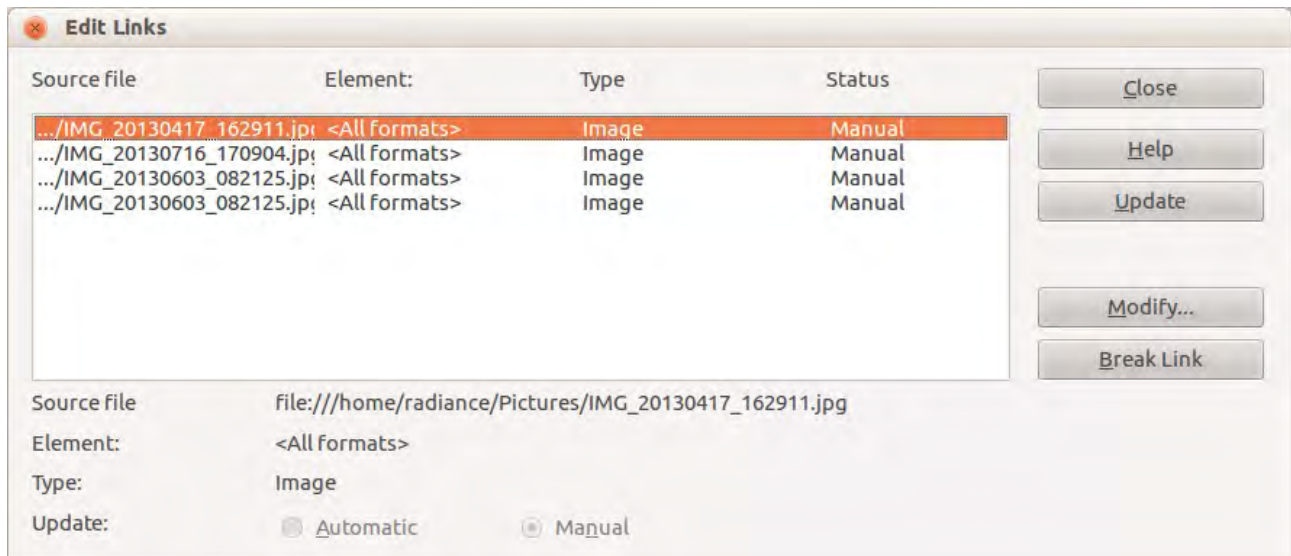 Edit Links
Source file Element: Type Status
Close
.../IMG_20130417_162911.jp <All formats> Image Manual
.../IMG_20130716_170904.jp <All formats> Image Manual
.../IMG_20130603_082125.jp <All formats> Image Manual
.../IMG_20130603_082125.jp <All formats> Image Manual
Help
Update
Modify...
Break Link
Source file file:///home/radiance/Pictures/IMG_20130417_162911.jpg
Element: <All formats>
Type: Image
Update: Automatic Manual